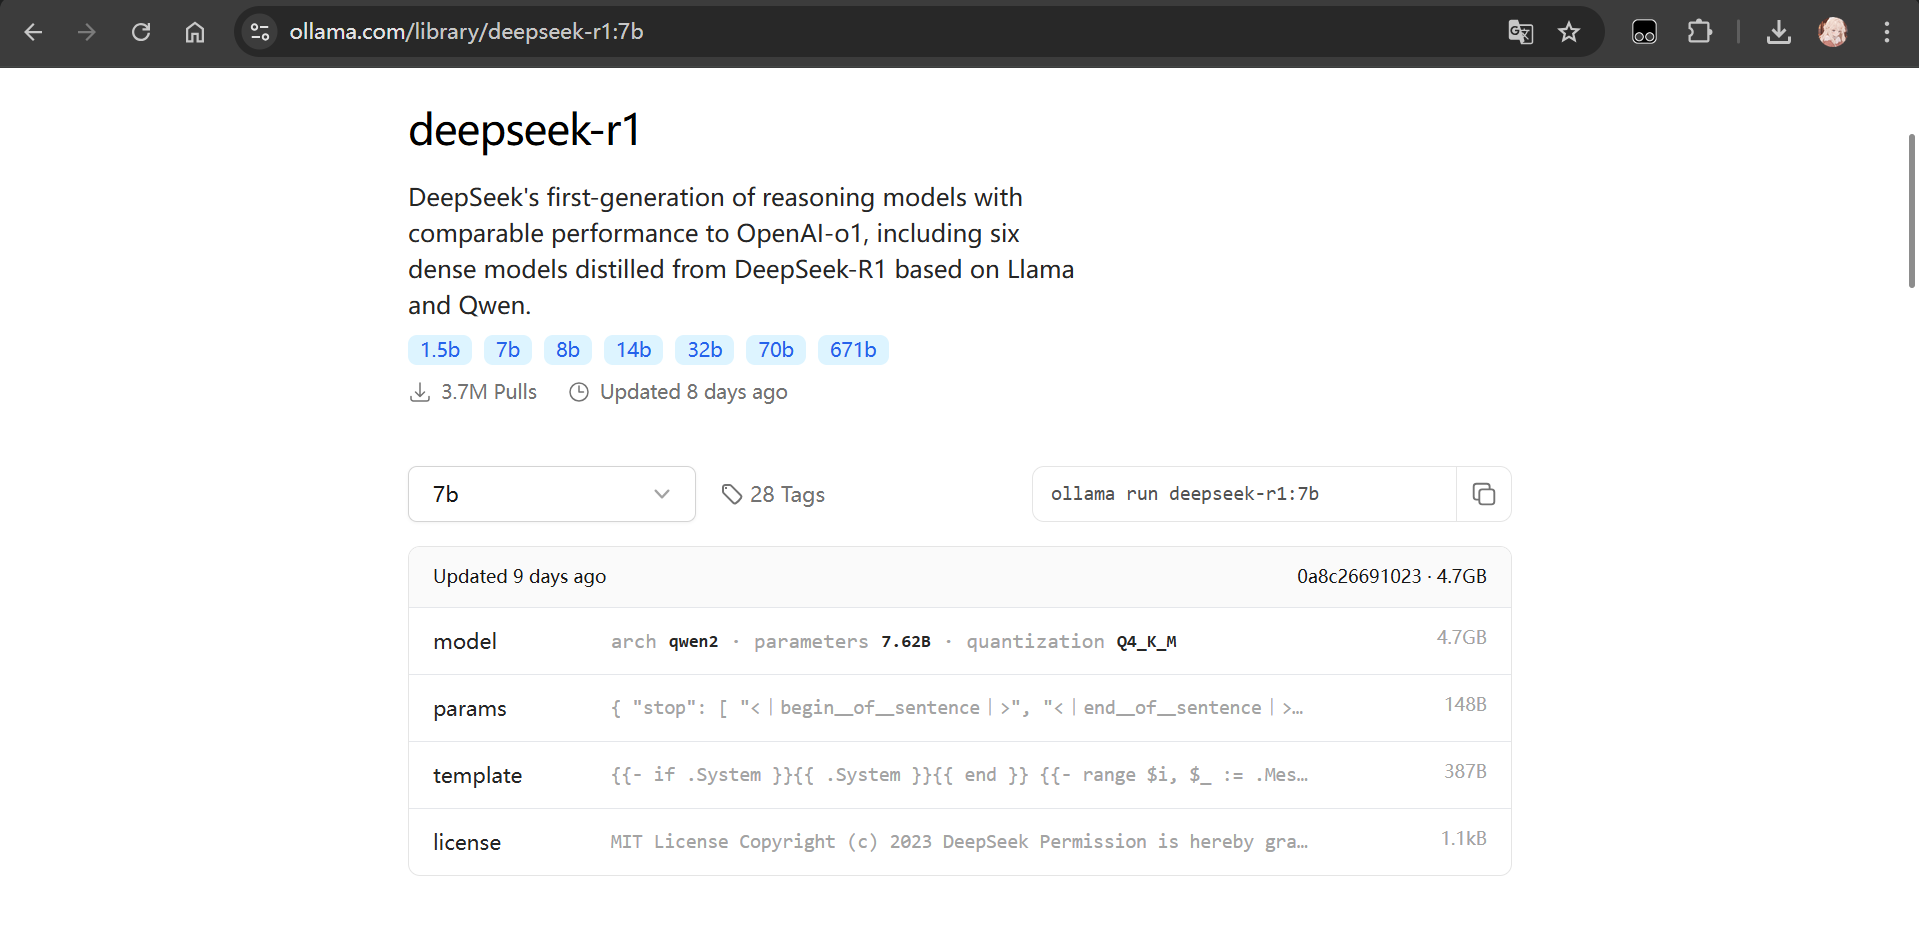 ollama.com/library/deepseek-r1:7b
deepseek-r1
DeepSeek's first-generation of reasoning models with
comparable performance to OpenAI-o1, including six
dense models distilled from DeepSeek-R1 based on Llama
and Qwen.
1.5b 7b 8b 14b 32b 70b 671b
3.7M Pulls Updated 8 days ago
7b 28 Tags ollama run deepseek-r1:7b
Updated 9 days ago 0a8c26691023 · 4.7GB
model arch qwen2 · parameters 7.62B · quantization Q4_K_M 4.7GB
params { "stop": [ "<｜begin▁of▁sentence｜>", "<｜end▁of▁sentence｜>… 148B
template {{- if .System }}{{ .System }}{{ end }} {{- range $i, $_ := .Mes… 387B
license MIT License Copyright (c) 2023 DeepSeek Permission is hereby gra… 1.1kB